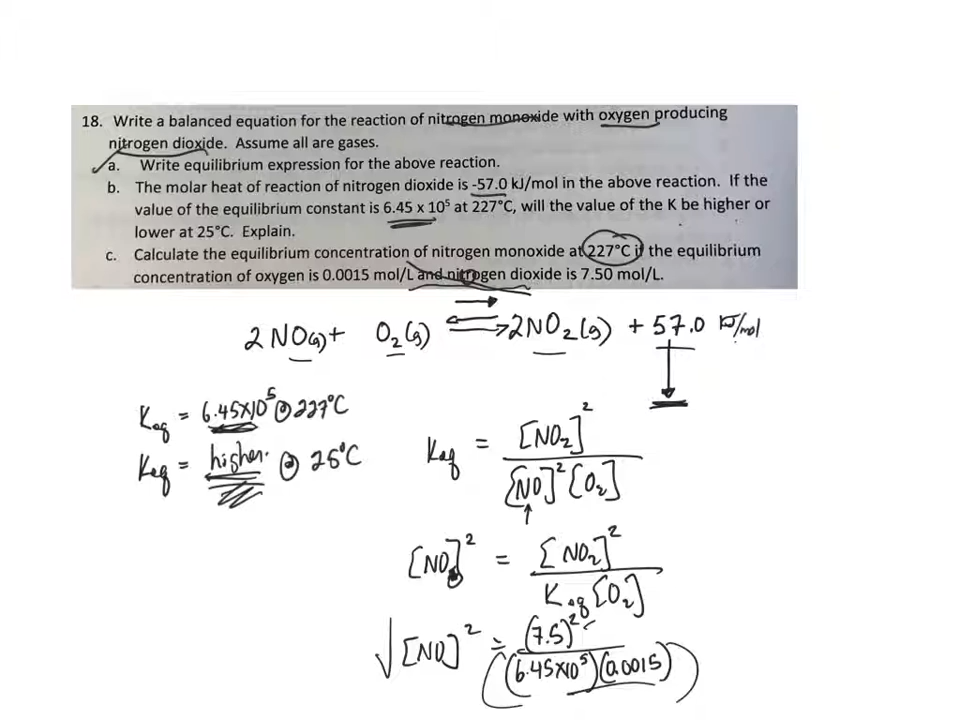 18. Write a balanced equation for the reaction of nitrogen monoxide with oxygen producing
nitrogen dioxide. Assume all are gases.
a. Write equilibrium expression for the above reaction.
b. The molar heat of reaction of nitrogen dioxide is -57.0 kJ/mol in the above reaction. If the
value of the equilibrium constant is 6.45 x 10⁵ at 227°C, will the value of the K be higher or
lower at 25°C. Explain.
c. Calculate the equilibrium concentration of nitrogen monoxide at 227°C if the equilibrium
concentration of oxygen is 0.0015 mol/L and nitrogen dioxide is 7.50 mol/L.
2NO(g) + O₂(g) ⇌ 2NO₂(g) + 57.0 kJ/mol
Keq = 6.45x10⁵ @ 227°C
Keq = higher @ 25°C
Keq = [NO₂]² / [NO]²[O₂]
[NO]² = [NO₂]² / Keq[O₂]
√[NO]² = (7.5)² / ((6.45x10⁵)(0.0015))